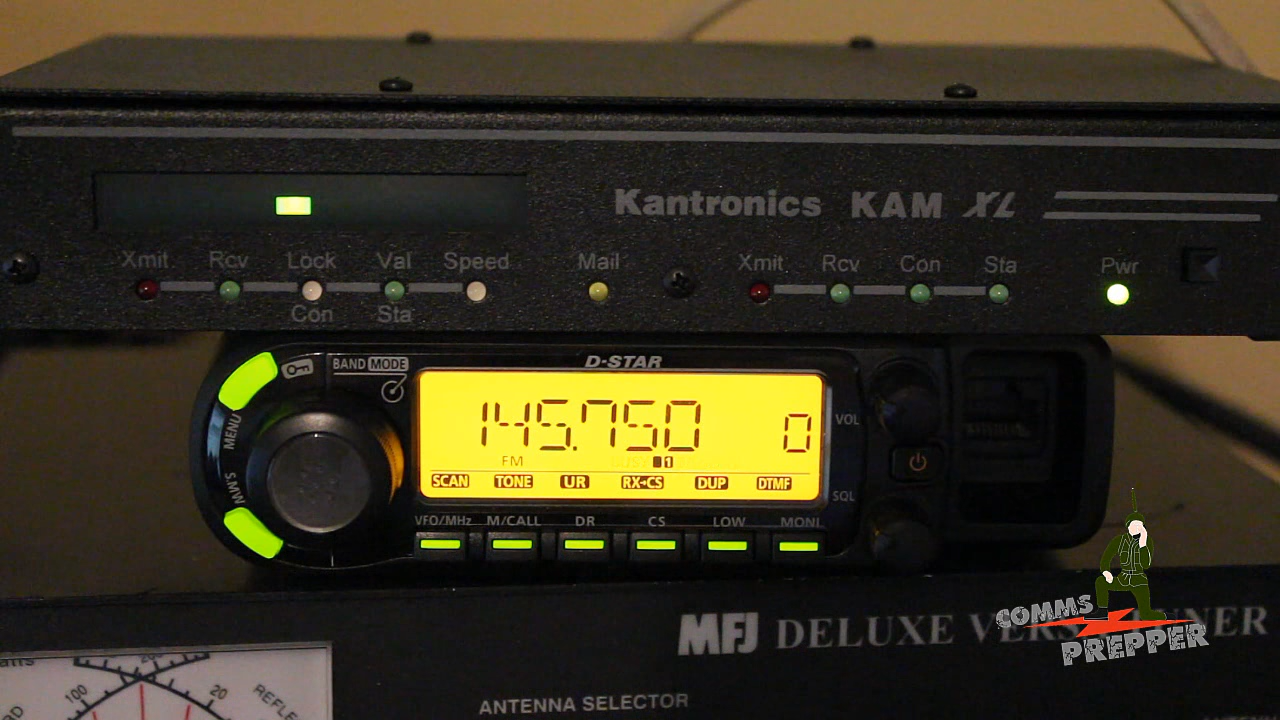 Kantronics KAM XL
Xmit Rcv Lock Val Speed Mail Xmit Rcv Con Sta Pwr
Con Sta
BAND MODE D-STAR
MENU
M.MW
145.750 0
FM 1
SCAN TONE UR RX→CS DUP DTMF
VOL
SQL
VFO/MHz M/CALL DR CS LOW MONI
COMMS
PREPPER
MFJ DELUXE VERSA TUNER
ANTENNA SELECTOR
100 20